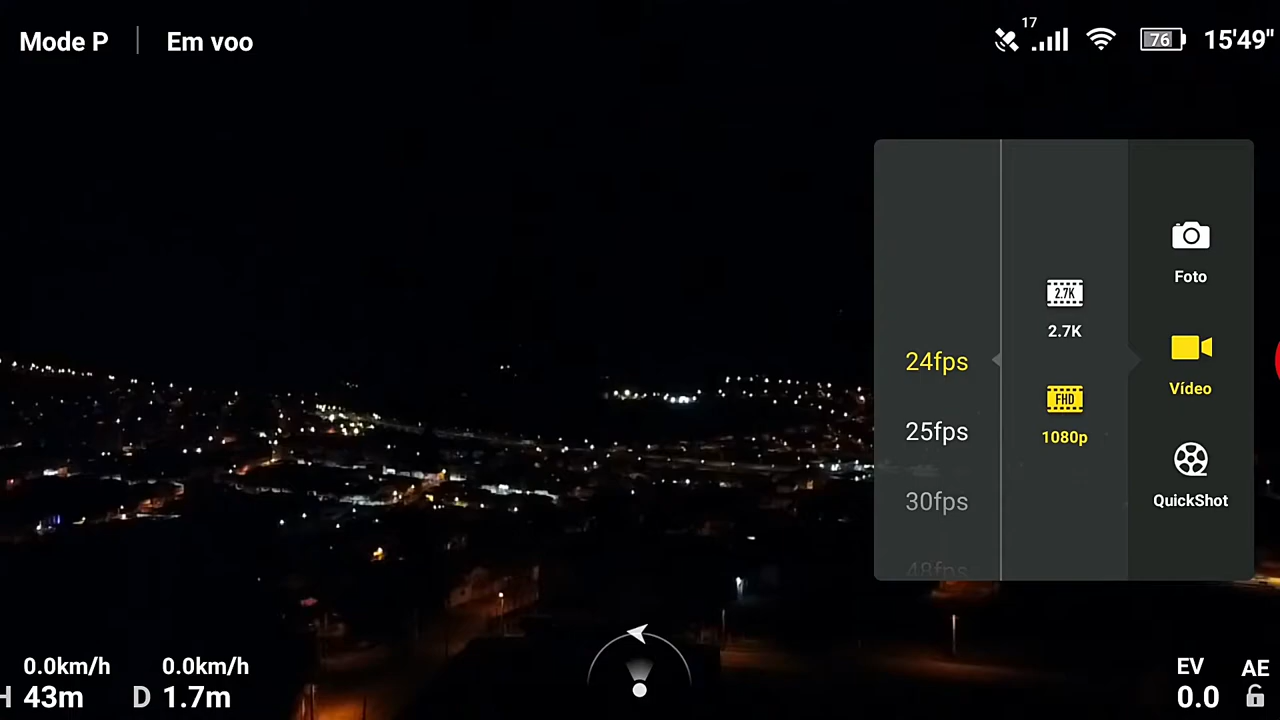 Mode P
Em voo
17
76
15'49"
Foto
2.7K
2.7K
24fps
Vídeo
FHD
25fps
1080p
30fps
QuickShot
48fps
0.0km/h
0.0km/h
EV
AE
H 43m
D 1.7m
0.0